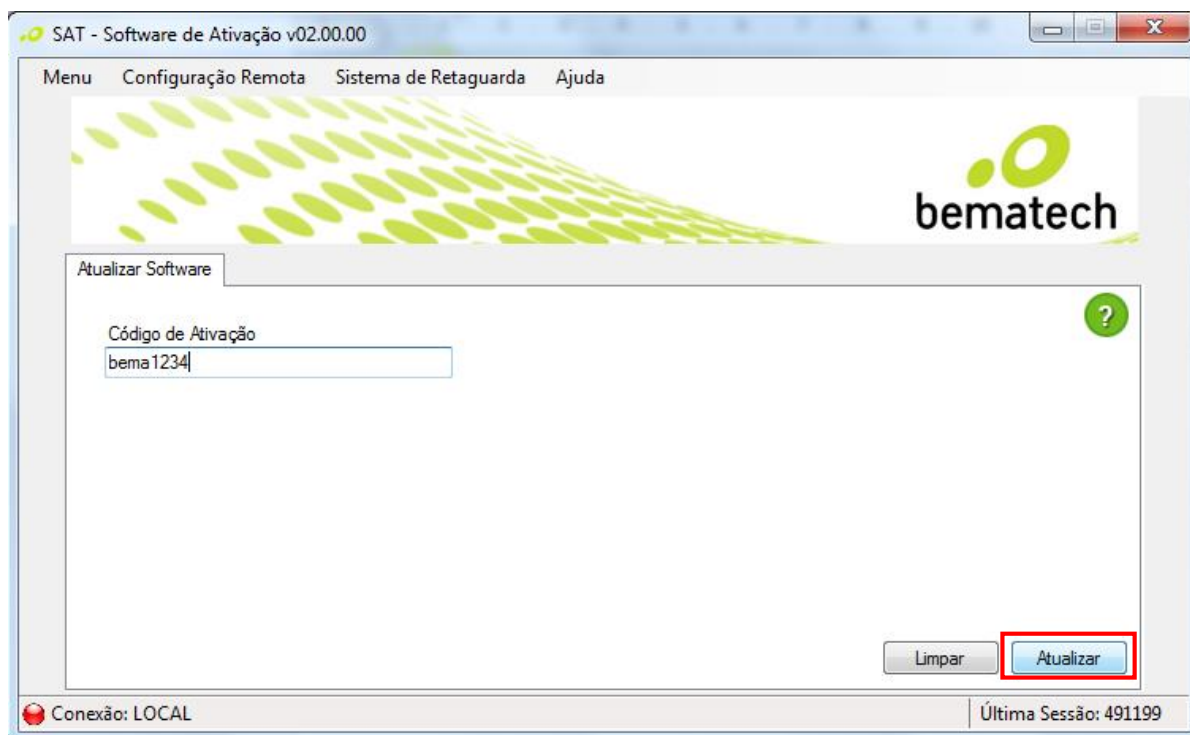 SAT - Software de Ativação v02.00.00
X
Menu Configuração Remota Sistema de Retaguarda Ajuda
bematech
Atualizar Software
?
Código de Ativação
bema1234
Limpar Atualizar
Conexão: LOCAL Última Sessão: 491199